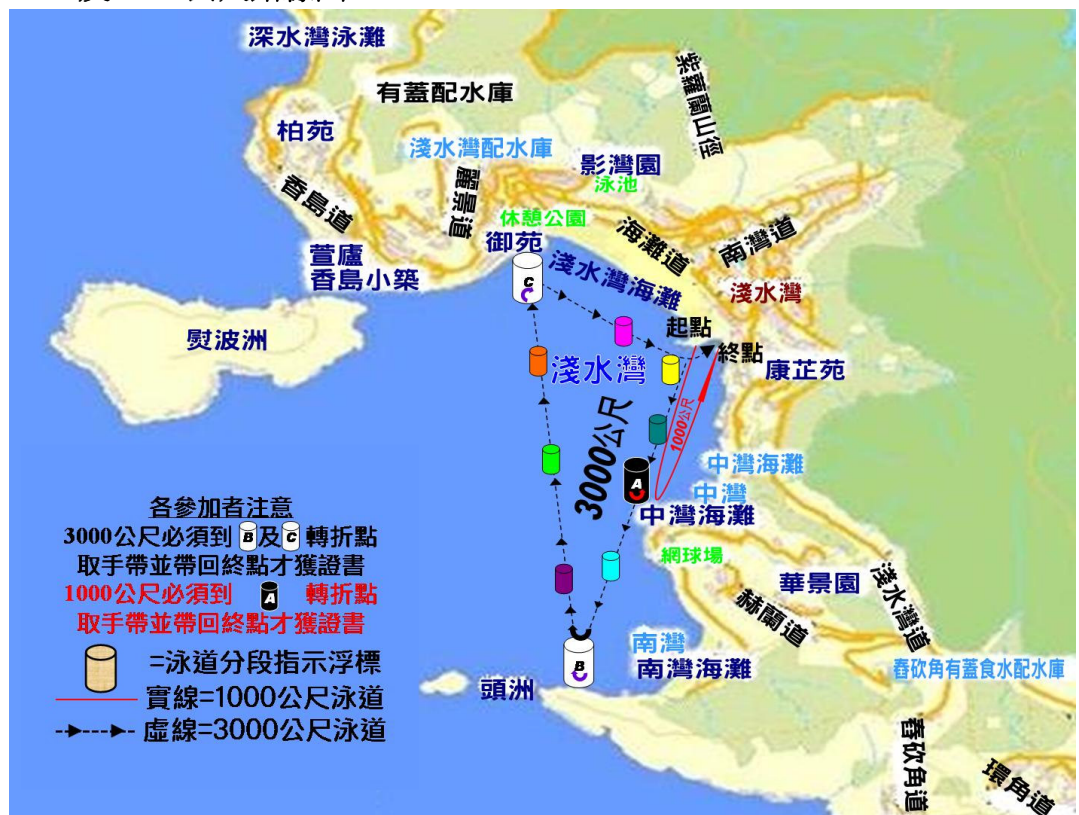 深水灣泳灘
有蓋配水庫
紫羅蘭山徑
柏苑
淺水灣配水庫
影灣園
泳池
麗景道
香島道
休憩公園
海灘道
南灣道
御苑
萱廬
香島小築
淺水灣海灘
淺水灣
C
起點
終點
熨波洲
淺水灣
康芷苑
3000公尺
1000公尺
中灣海灘
中灣
A
中灣海灘
網球場
各參加者注意
3000公尺必須到 B 及 C 轉折點
取手帶並帶回終點才獲證書
1000公尺必須到 A 轉折點
取手帶並帶回終點才獲證書
華景園
淺水灣道
赫蘭道
B
南灣
南灣海灘
舂砍角有蓋食水配水庫
頭洲
=泳道分段指示浮標
實線=1000公尺泳道
虛線=3000公尺泳道
舂砍角道
環角道